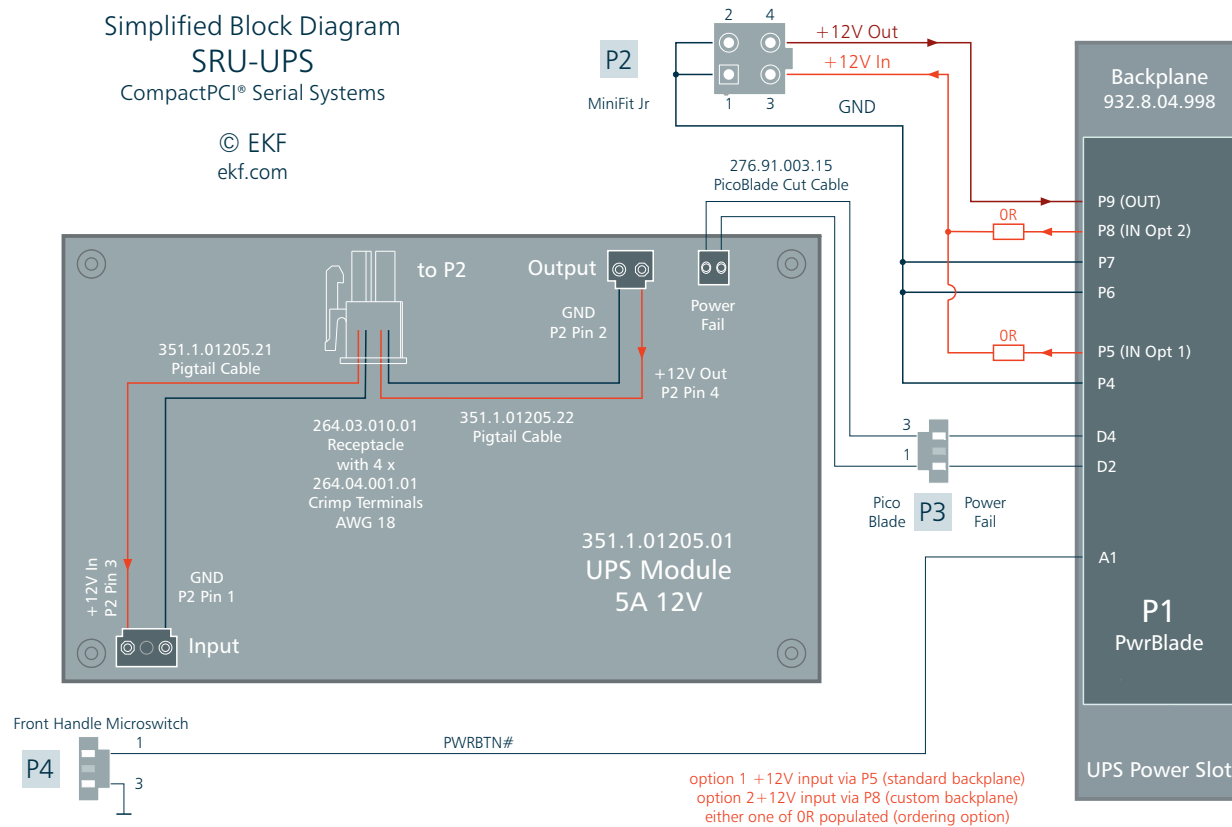 Simplified Block Diagram
SRU-UPS
CompactPCI® Serial Systems
© EKF
ekf.com
P2
MiniFit Jr
2
4
1
3
+12V Out
+12V In
GND
276.91.003.15
PicoBlade Cut Cable
Backplane
932.8.04.998
P9 (OUT)
0R
P8 (IN Opt 2)
P7
P6
0R
P5 (IN Opt 1)
P4
D4
D2
A1
P1
PwrBlade
UPS Power Slot
to P2
Output
Power
Fail
GND
P2 Pin 2
+12V Out
P2 Pin 4
351.1.01205.21
Pigtail Cable
351.1.01205.22
Pigtail Cable
264.03.010.01
Receptacle
with 4 x
264.04.001.01
Crimp Terminals
AWG 18
+12V In
P2 Pin 3
GND
P2 Pin 1
Input
351.1.01205.01
UPS Module
5A 12V
3
1
Pico
Blade
P3
Power
Fail
Front Handle Microswitch
P4
1
3
PWRBTN#
option 1 +12V input via P5 (standard backplane)
option 2+12V input via P8 (custom backplane)
either one of 0R populated (ordering option)